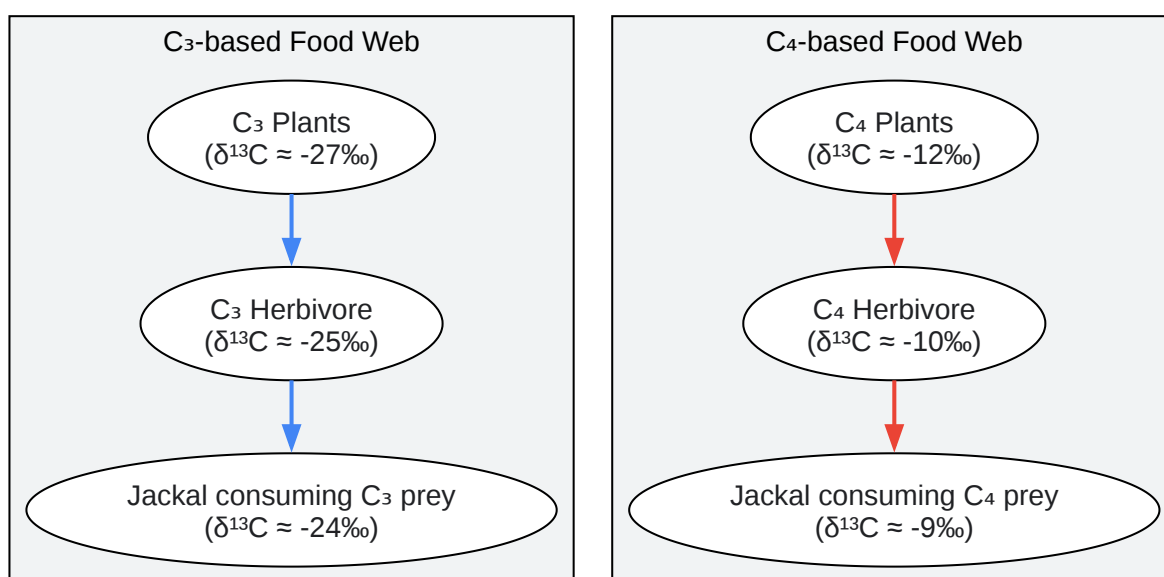 C₃-based Food Web
C₃ Plants
(δ¹³C ≈ -27‰)
C₃ Herbivore
(δ¹³C ≈ -25‰)
Jackal consuming C₃ prey
(δ¹³C ≈ -24‰)
C₄-based Food Web
C₄ Plants
(δ¹³C ≈ -12‰)
C₄ Herbivore
(δ¹³C ≈ -10‰)
Jackal consuming C₄ prey
(δ¹³C ≈ -9‰)